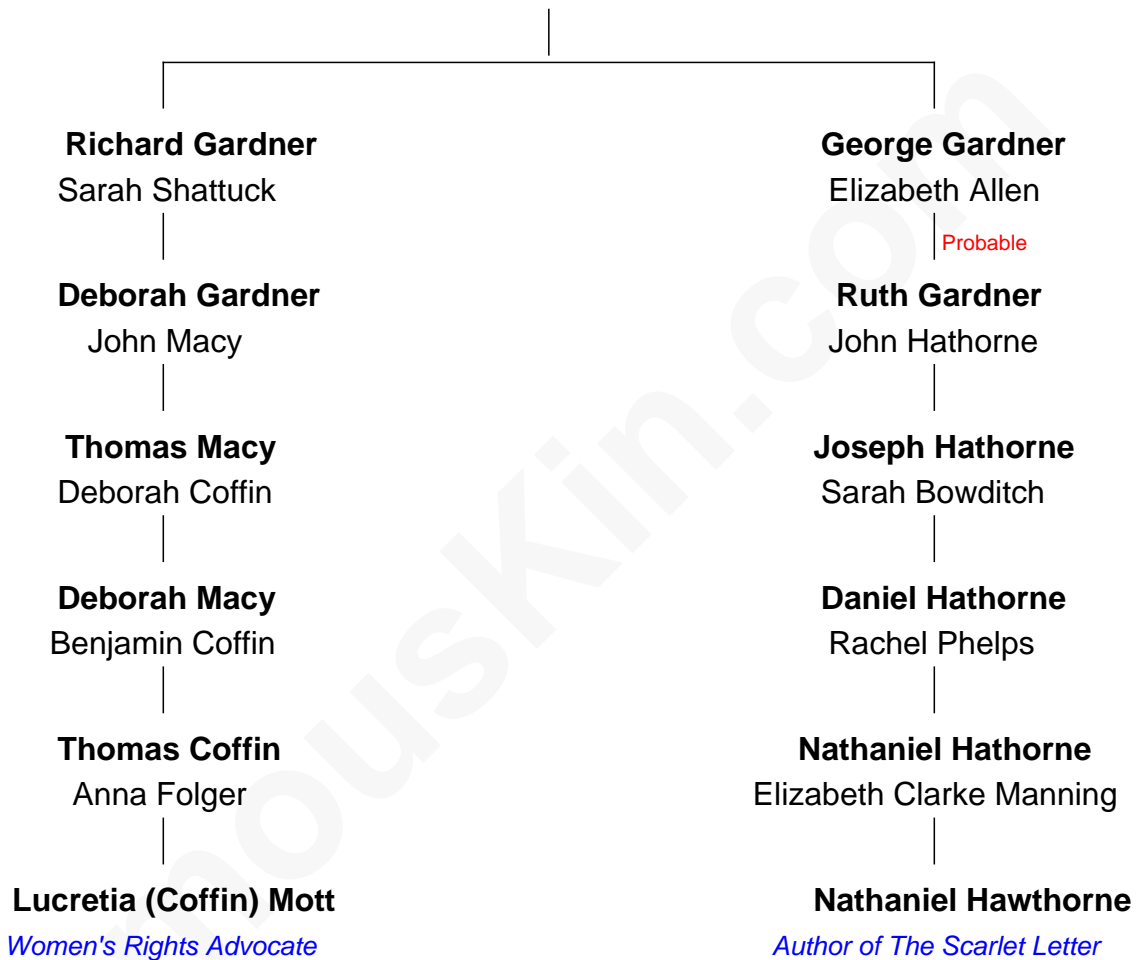 Richard Gardner
Sarah Shattuck
George Gardner
Elizabeth Allen
Probable
Deborah Gardner
John Macy
Ruth Gardner
John Hathorne
Thomas Macy
Deborah Coffin
Joseph Hathorne
Sarah Bowditch
Deborah Macy
Benjamin Coffin
Daniel Hathorne
Rachel Phelps
Thomas Coffin
Anna Folger
Nathaniel Hathorne
Elizabeth Clarke Manning
Lucretia (Coffin) Mott
Women's Rights Advocate
Nathaniel Hawthorne
Author of The Scarlet Letter
mousKin.com